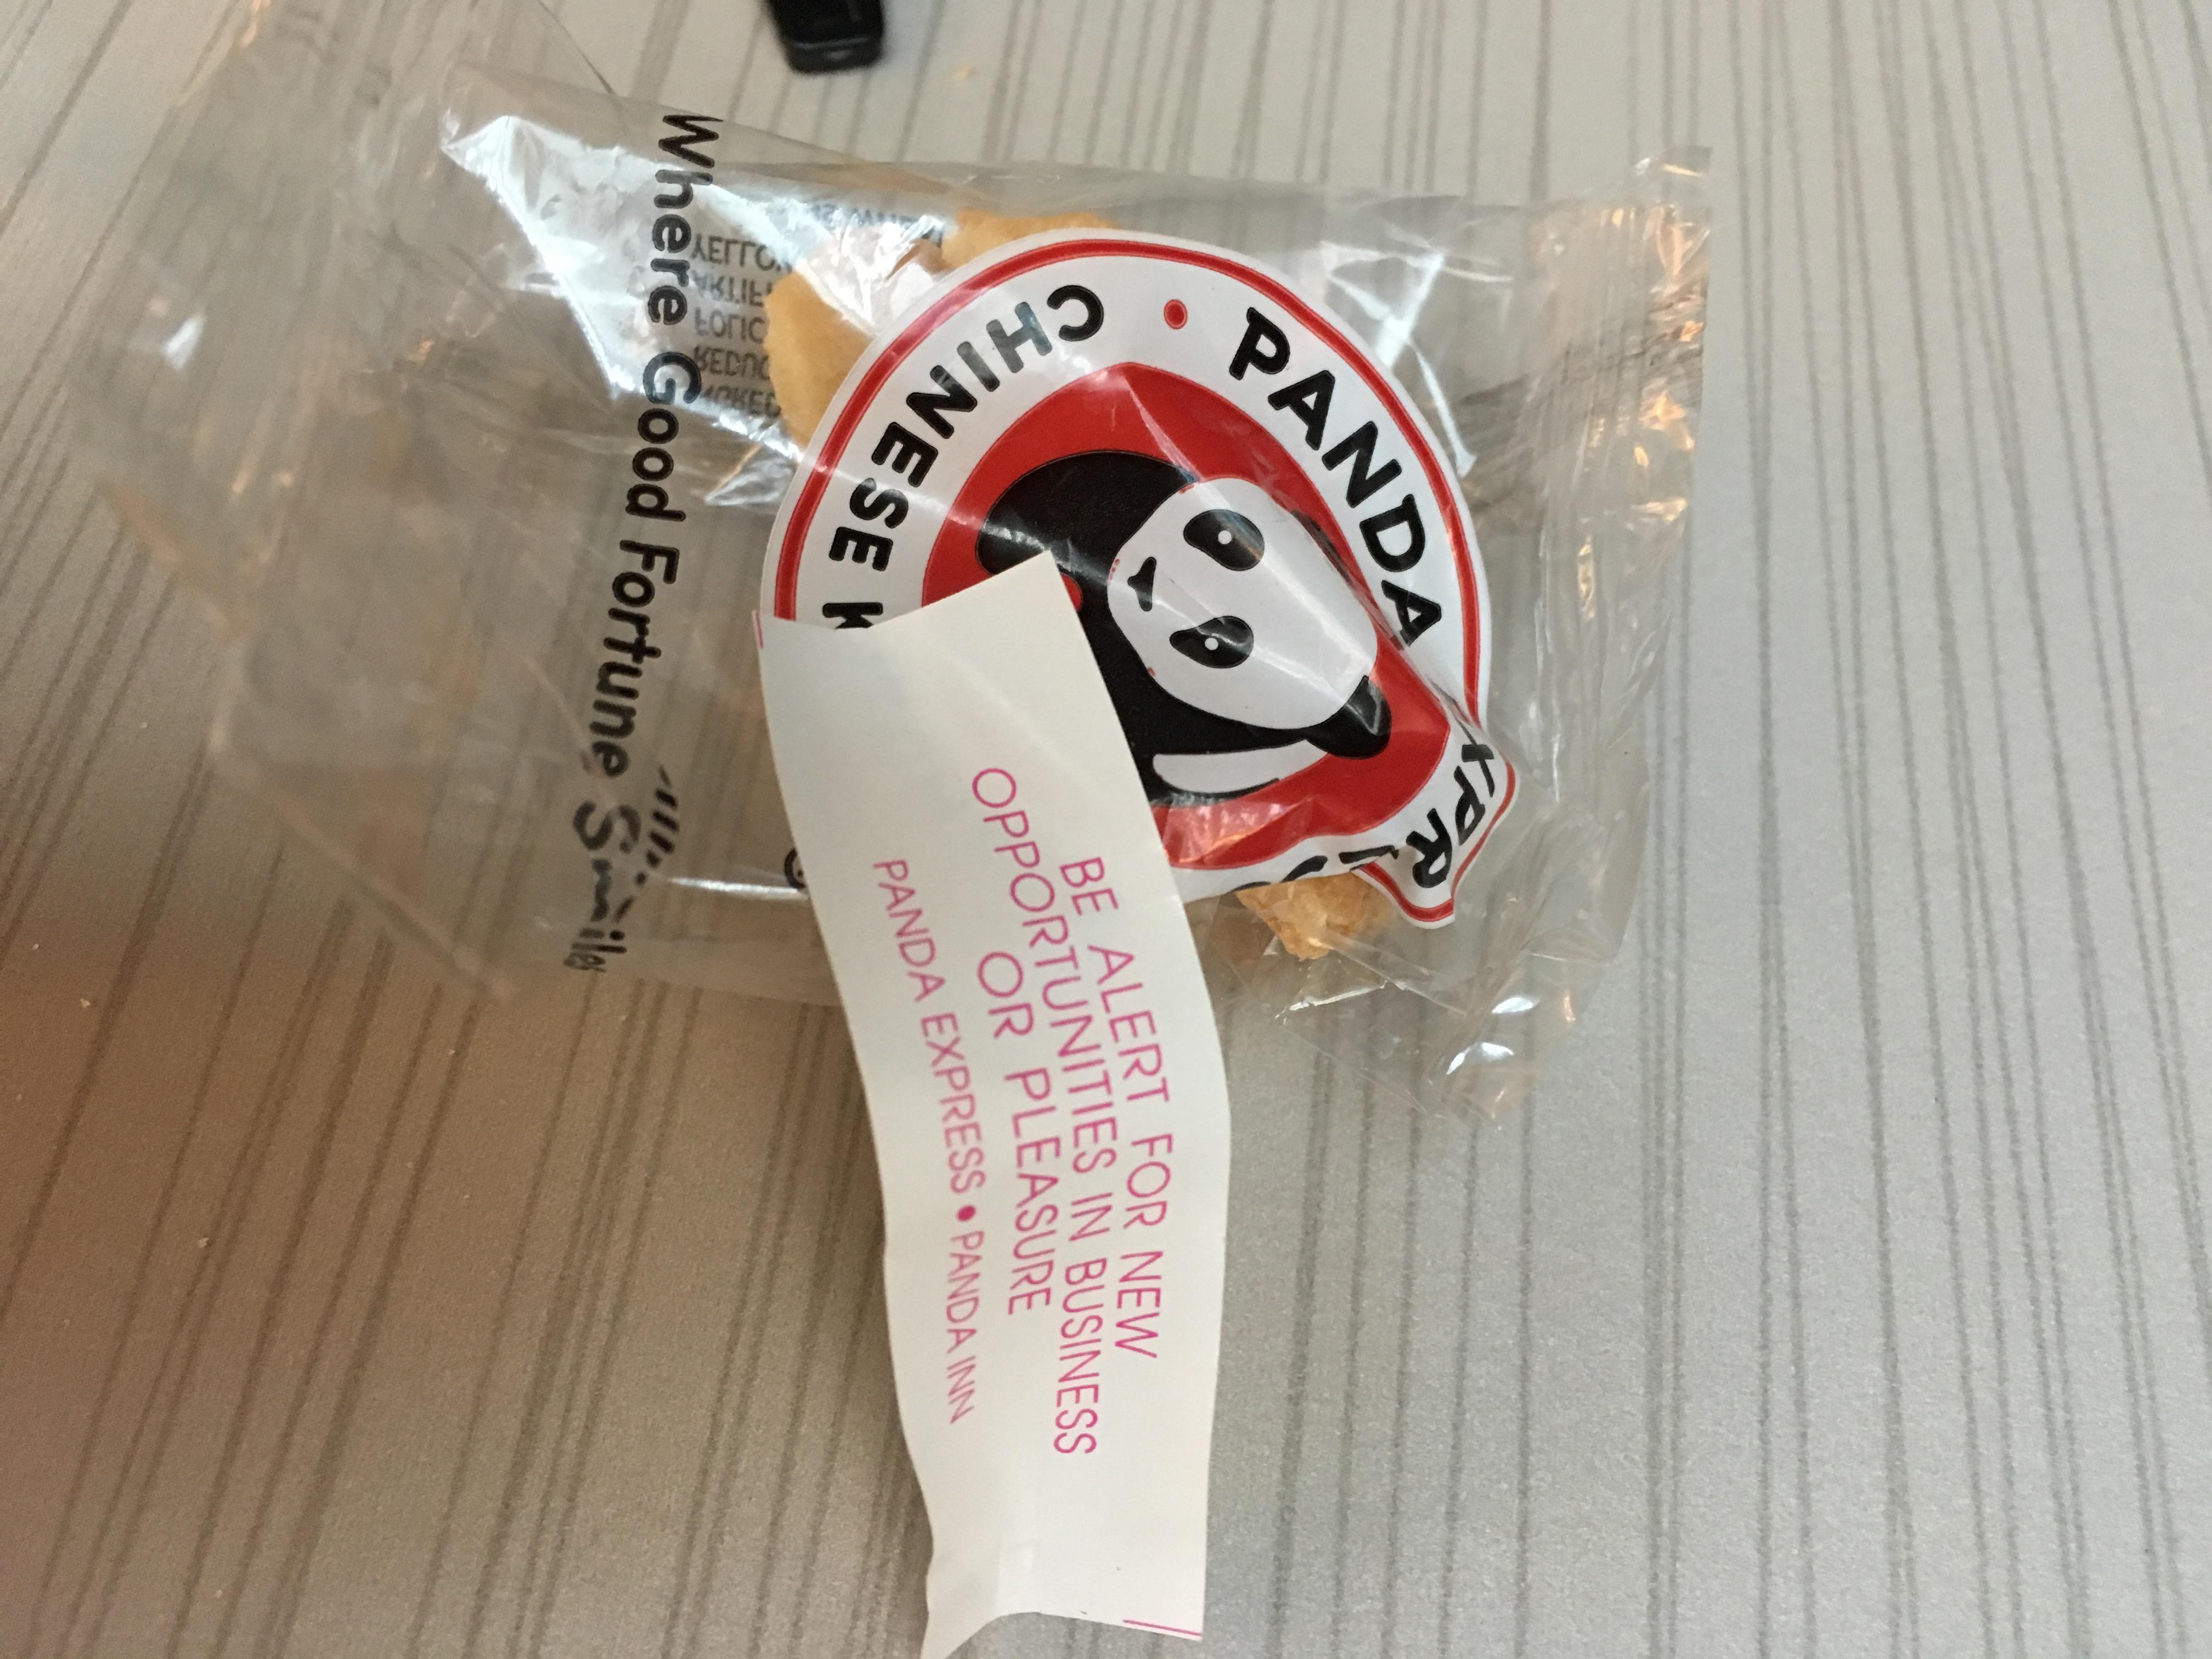 Where Good Fortune Smiles
PANDA
CHINESE
BE ALERT FOR NEW
OPPORTUNITIES IN BUSINESS
OR PLEASURE
PANDA EXPRESS • PANDA INN